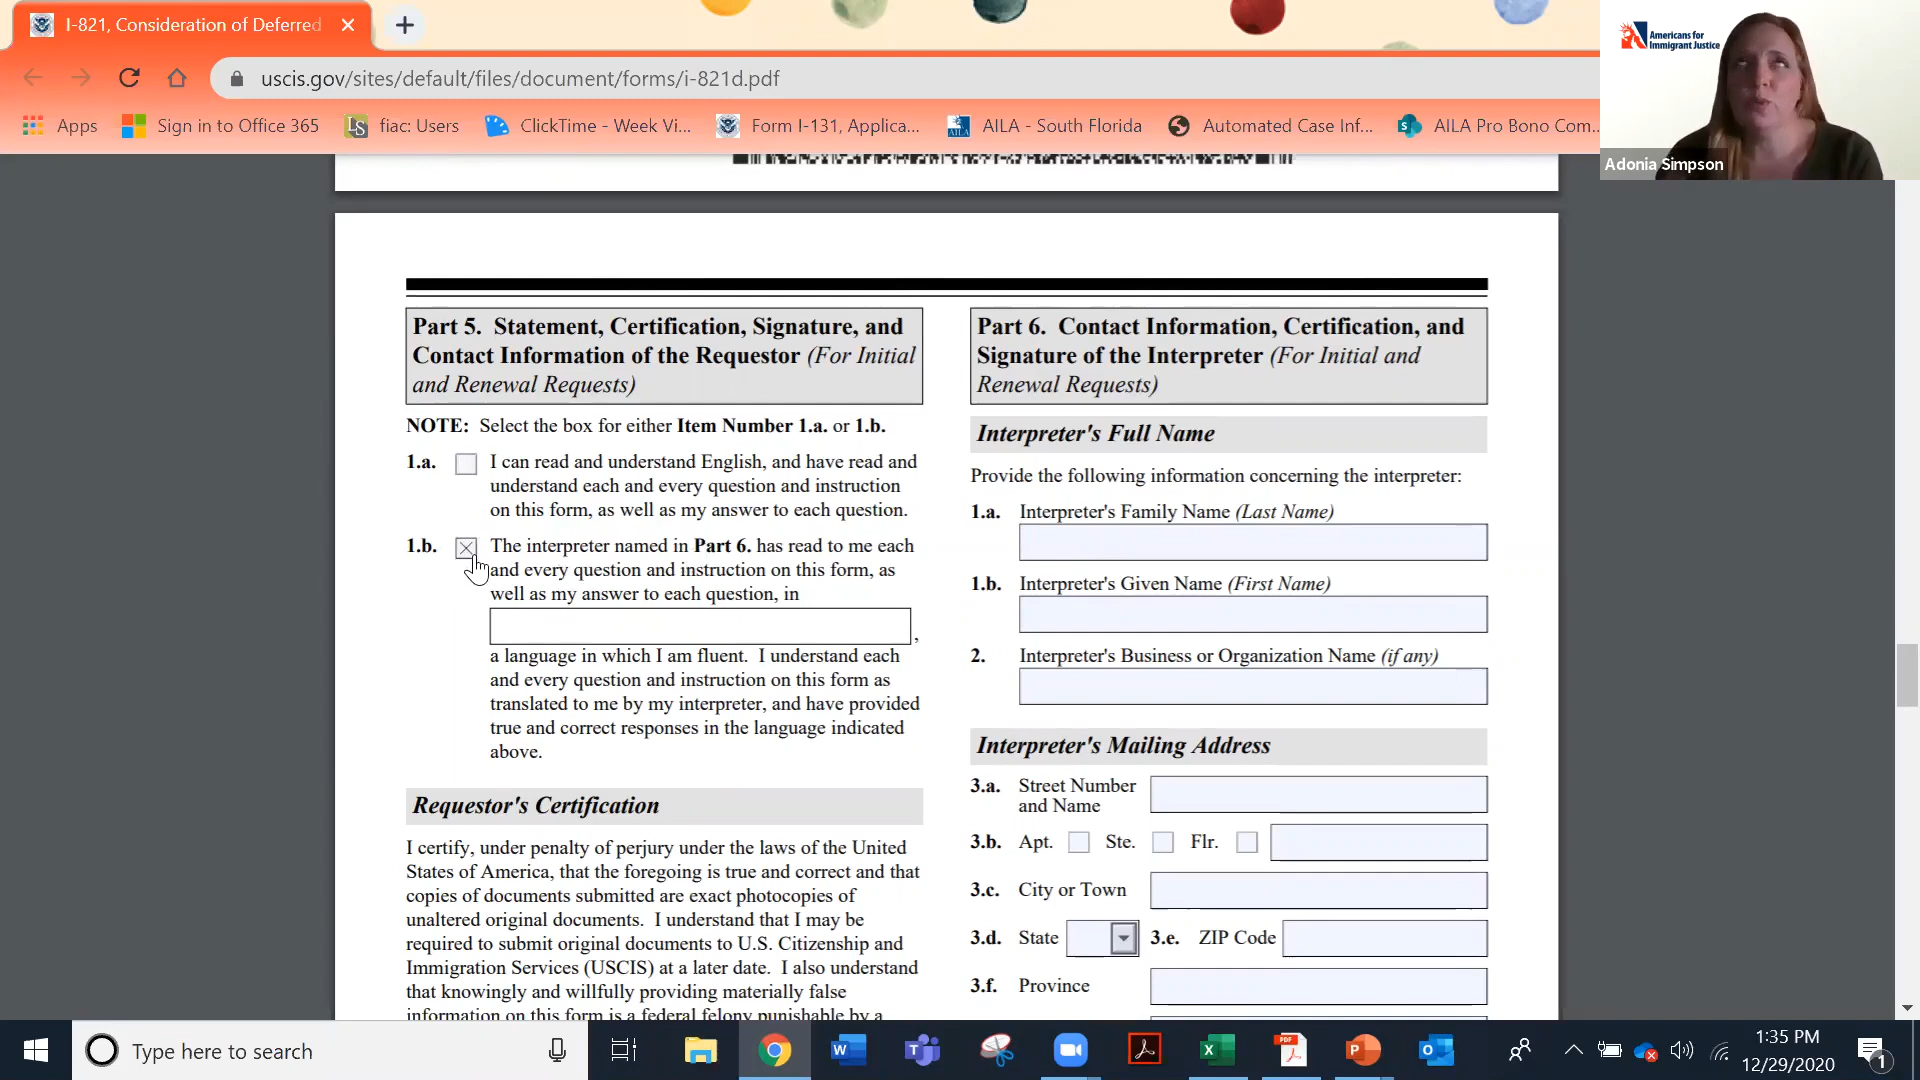 I-821, Consideration of Deferred
uscis.gov/sites/default/files/document/forms/i-821d.pdf
Apps
Sign in to Office 365
LS
fiac: Users
ClickTime - Week Vi...
Form I-131, Applica...
AILA
AILA - South Florida
Automated Case Inf...
S
AILA Pro Bono Com...
Americans for
Immigrant Justice
Adonia Simpson
Part 5. Statement, Certification, Signature, and
Contact Information of the Requestor (For Initial
and Renewal Requests)
NOTE: Select the box for either Item Number 1.a. or 1.b.
1.a. I can read and understand English, and have read and
understand each and every question and instruction
on this form, as well as my answer to each question.
1.b. The interpreter named in Part 6. has read to me each
and every question and instruction on this form, as
well as my answer to each question, in
,
a language in which I am fluent. I understand each
and every question and instruction on this form as
translated to me by my interpreter, and have provided
true and correct responses in the language indicated
above.
Requestor's Certification
I certify, under penalty of perjury under the laws of the United
States of America, that the foregoing is true and correct and that
copies of documents submitted are exact photocopies of
unaltered original documents. I understand that I may be
required to submit original documents to U.S. Citizenship and
Immigration Services (USCIS) at a later date. I also understand
that knowingly and willfully providing materially false
information on this form is a federal felony punishable by a
Part 6. Contact Information, Certification, and
Signature of the Interpreter (For Initial and
Renewal Requests)
Interpreter's Full Name
Provide the following information concerning the interpreter:
1.a. Interpreter's Family Name (Last Name)
1.b. Interpreter's Given Name (First Name)
2. Interpreter's Business or Organization Name (if any)
Interpreter's Mailing Address
3.a. Street Number
and Name
3.b. Apt. Ste. Flr.
3.c. City or Town
3.d. State 3.e. ZIP Code
3.f. Province
Type here to search
1:35 PM
12/29/2020
1